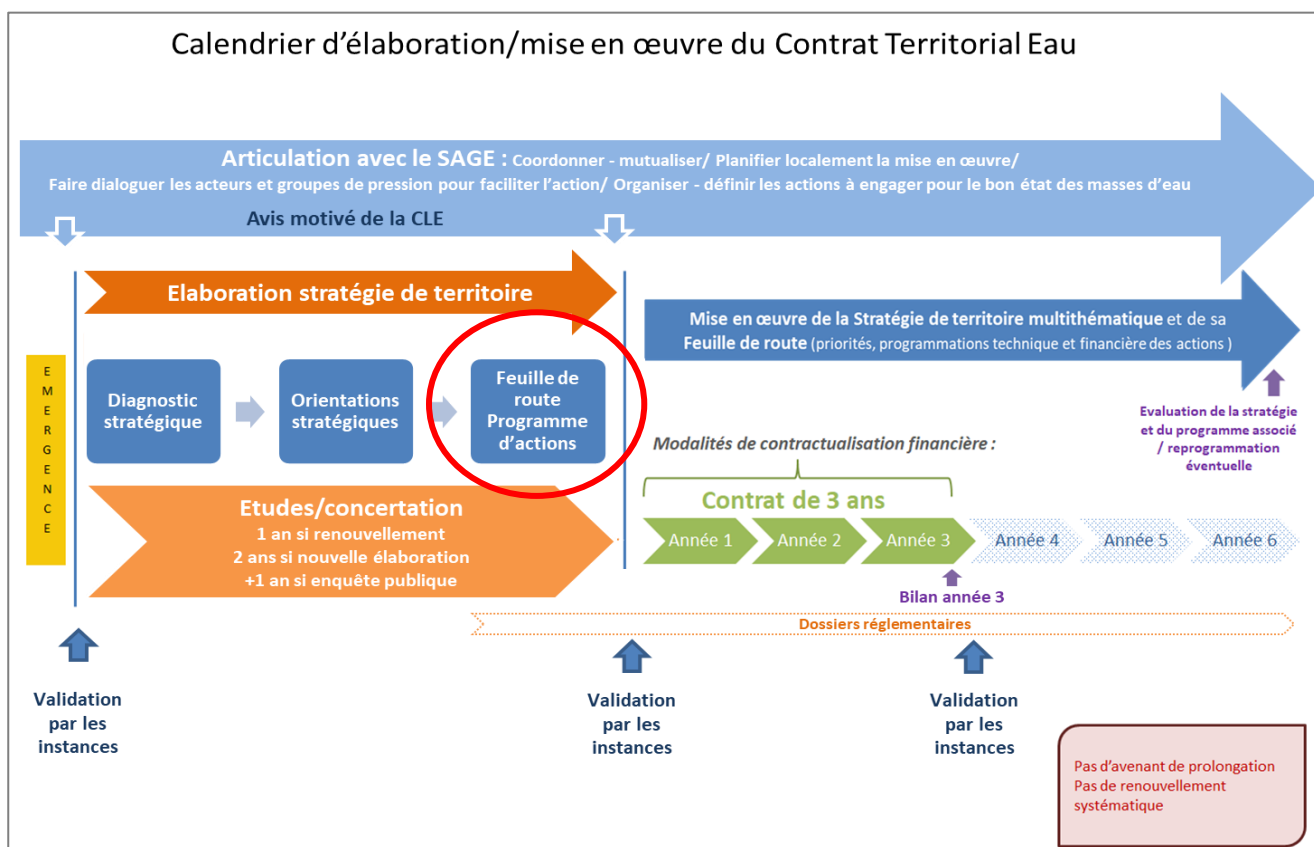 Calendrier d'élaboration/mise en œuvre du Contrat Territorial Eau
Articulation avec le SAGE : Coordonner - mutualiser/ Planifier localement la mise en œuvre/
Faire dialoguer les acteurs et groupes de pression pour faciliter l'action/ Organiser - définir les actions à engager pour le bon état des masses d'eau
Avis motivé de la CLE
Elaboration stratégie de territoire
EMERGENCE
Diagnostic
stratégique
Orientations
stratégiques
Feuille de
route
Programme
d'actions
Etudes/concertation
1 an si renouvellement
2 ans si nouvelle élaboration
+1 an si enquête publique
Mise en œuvre de la Stratégie de territoire multithématique et de sa
Feuille de route (priorités, programmations technique et financière des actions )
Evaluation de la stratégie
et du programme associé
/ reprogrammation
éventuelle
Modalités de contractualisation financière :
Contrat de 3 ans
Année 1
Année 2
Année 3
Année 4
Année 5
Année 6
Bilan année 3
Dossiers réglementaires
Validation
par les
instances
Validation
par les
instances
Validation
par les
instances
Pas d'avenant de prolongation
Pas de renouvellement
systématique